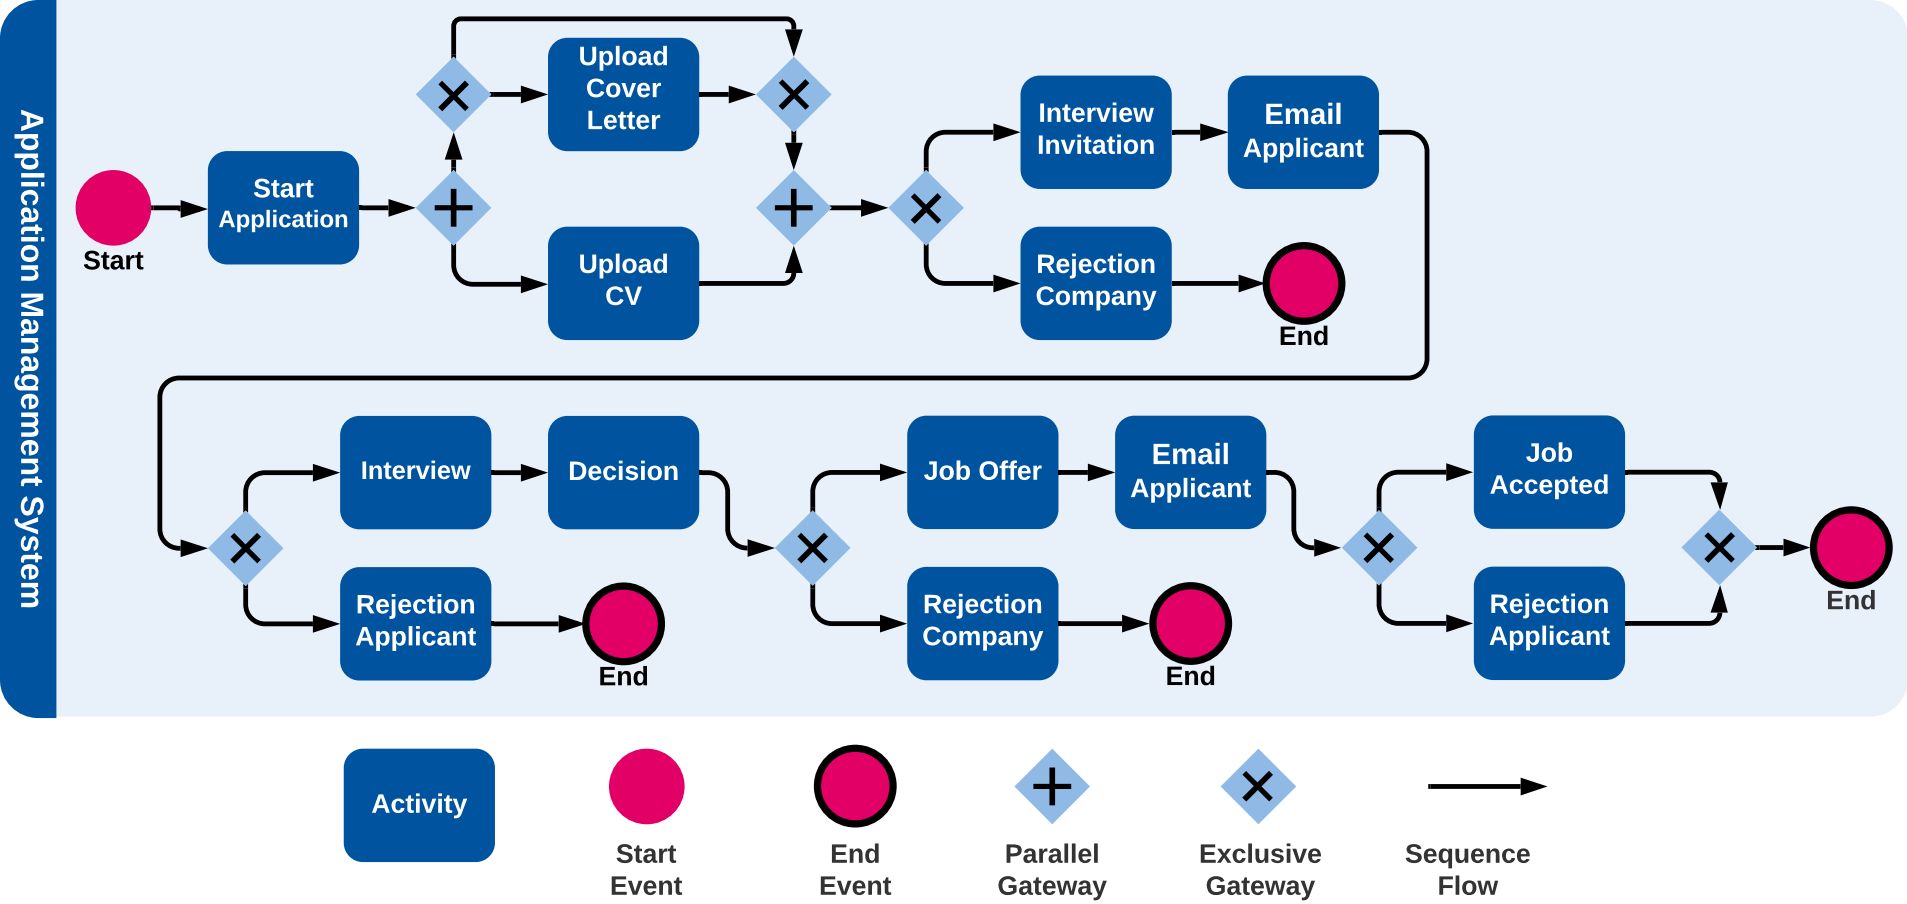 Application Management System
Upload
Cover
Letter
Start
Application
Start
Upload
CV
Interview
Invitation
Email
Applicant
Rejection
Company
End
Interview
Decision
Rejection
Applicant
End
Job Offer
Email
Applicant
Rejection
Company
End
Job
Accepted
Rejection
Applicant
End
Activity
Start
Event
End
Event
Parallel
Gateway
Exclusive
Gateway
Sequence
Flow